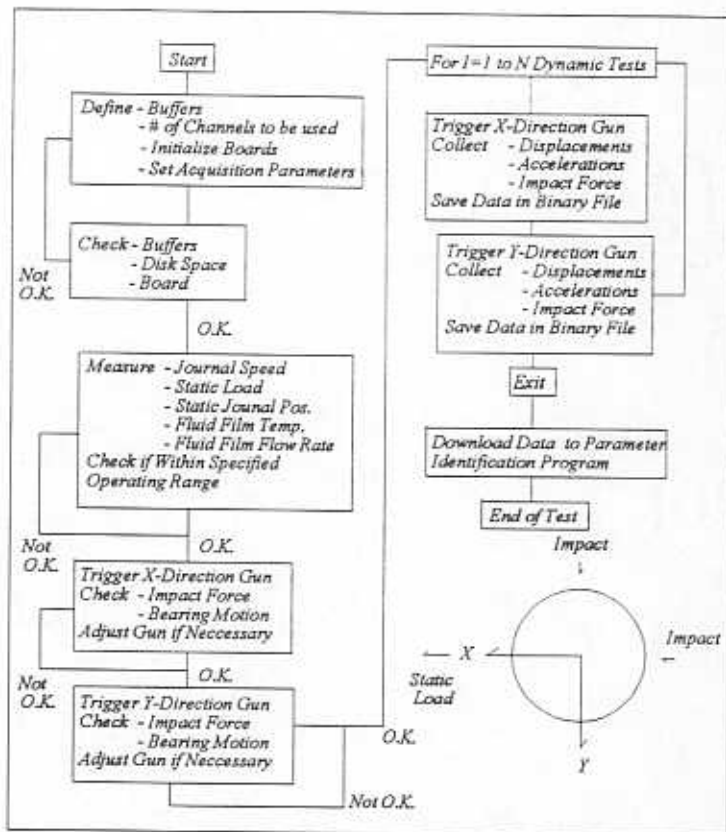 Start
Define - Buffers
- # of Channels to be used
- Initialize Boards
- Set Acquisition Parameters
Check - Buffers
- Disk Space
- Board
Not
O.K.
O.K.
Measure - Journal Speed
- Static Load
- Static Jounal Pos.
- Fluid Film Temp.
- Fluid Film Flow Rate
Check if Within Specified
Operating Range
Not
O.K.
O.K.
Trigger X-Direction Gun
Check - Impact Force
- Bearing Motion
Adjust Gun if Neccessary
Not
O.K.
O.K.
Trigger Y-Direction Gun
Check - Impact Force
- Bearing Motion
Adjust Gun if Neccessary
O.K.
Not O.K.
For I=1 to N Dynamic Tests
Trigger X-Direction Gun
Collect - Displacements
- Accelerations
- Impact Force
Save Data in Binary File
Trigger Y-Direction Gun
Collect - Displacements
- Accelerations
- Impact Force
Save Data in Binary File
Exit
Download Data to Parameter
Identification Program
End of Test
Impact
Impact
X
Static
Load
Y